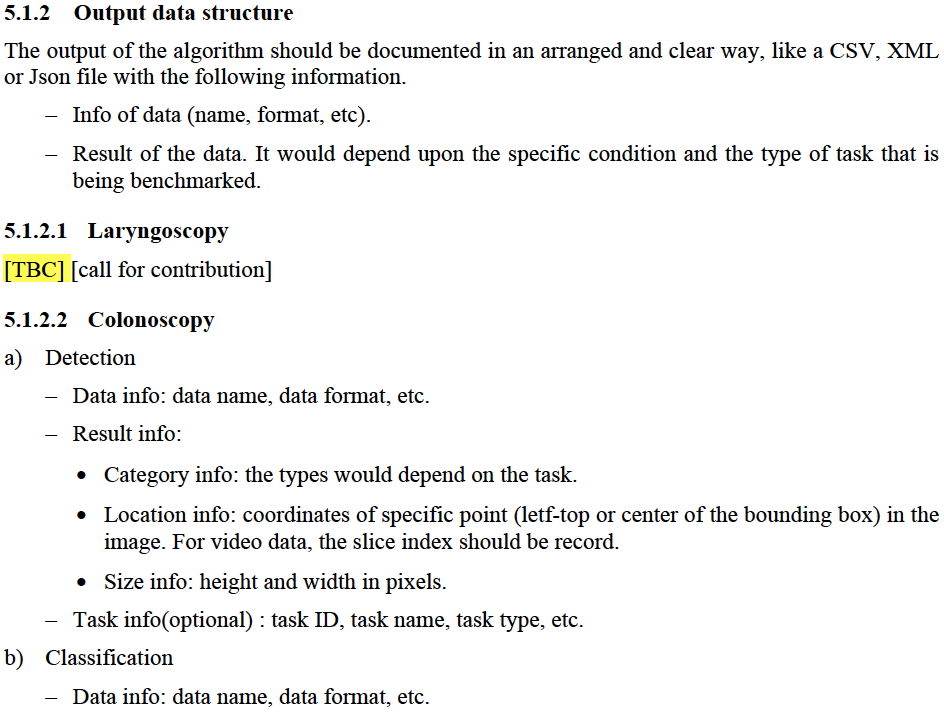 5.1.2 Output data structure
The output of the algorithm should be documented in an arranged and clear way, like a CSV, XML
or Json file with the following information.
– Info of data (name, format, etc).
– Result of the data. It would depend upon the specific condition and the type of task that is
being benchmarked.
5.1.2.1 Laryngoscopy
[TBC] [call for contribution]
5.1.2.2 Colonoscopy
a) Detection
– Data info: data name, data format, etc.
– Result info:
• Category info: the types would depend on the task.
• Location info: coordinates of specific point (letf-top or center of the bounding box) in the
image. For video data, the slice index should be record.
• Size info: height and width in pixels.
– Task info(optional) : task ID, task name, task type, etc.
b) Classification
– Data info: data name, data format, etc.